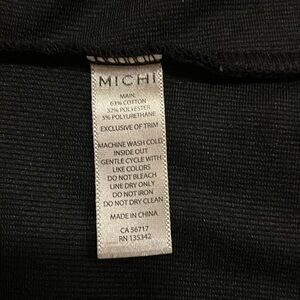 MICHI
MAIN:
63% COTTON
32% POLYESTER
5% POLYURETHANE
EXCLUSIVE OF TRIM
MACHINE WASH COLD
INSIDE OUT
GENTLE CYCLE WITH
LIKE COLORS
DO NOT BLEACH
LINE DRY ONLY
DO NOT IRON
DO NOT DRY CLEAN
MADE IN CHINA
CA 56717
RN 135342